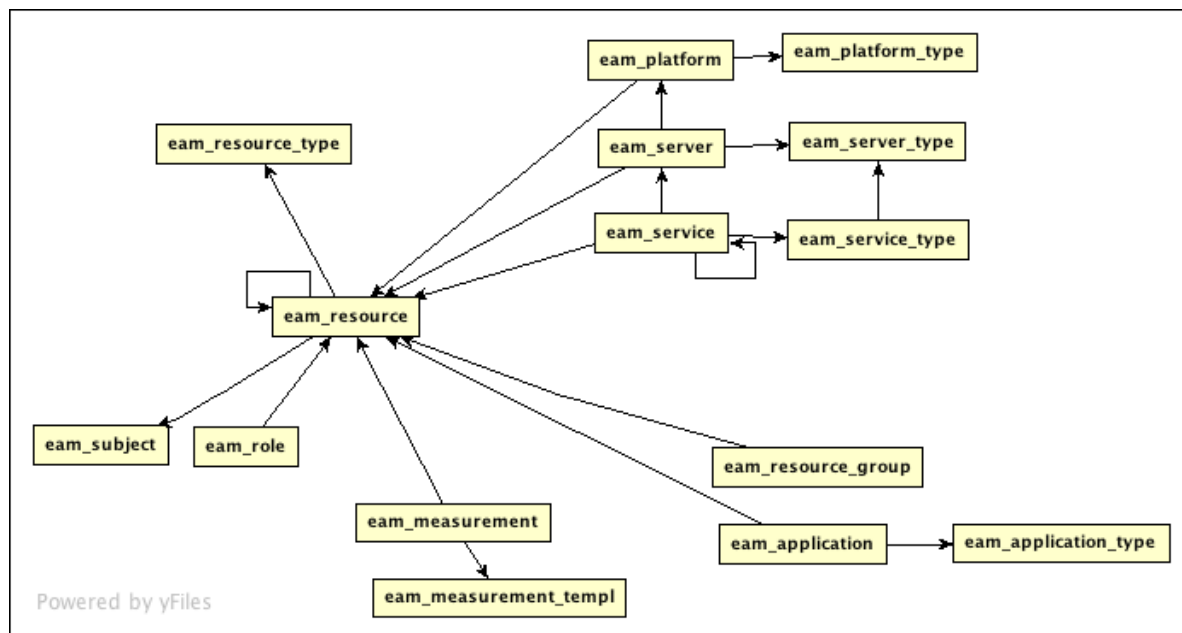 eam_platform
eam_platform_type
eam_resource_type
eam_server
eam_server_type
eam_service
eam_service_type
eam_resource
eam_subject
eam_role
eam_resource_group
eam_measurement
eam_application
eam_application_type
eam_measurement_templ
Powered by yFiles